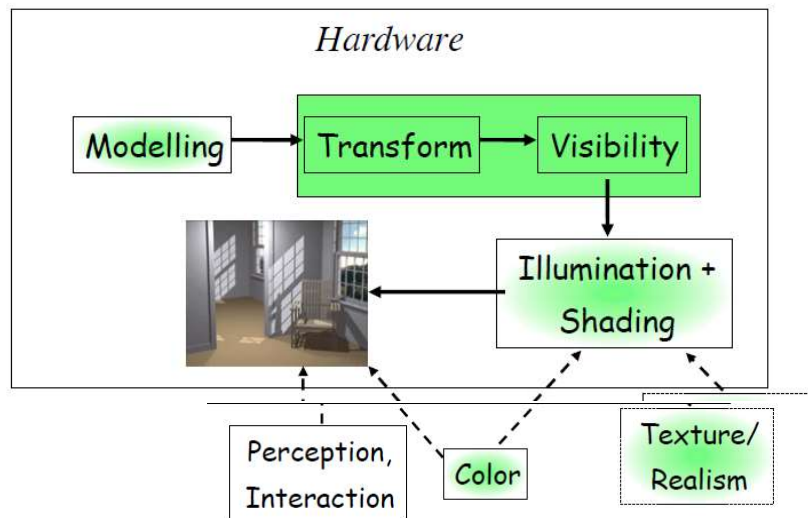 Hardware
Modelling
Transform
Visibility
Illumination +
Shading
Perception,
Interaction
Color
Texture/
Realism